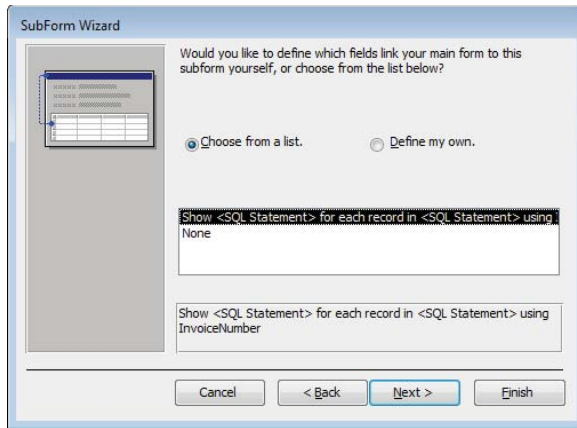 SubForm Wizard
Would you like to define which fields link your main form to this
subform yourself, or choose from the list below?
Choose from a list.
Define my own.
Show <SQL Statement> for each record in <SQL Statement> using
None
Show <SQL Statement> for each record in <SQL Statement> using
InvoiceNumber
Cancel
< Back
Next >
Finish